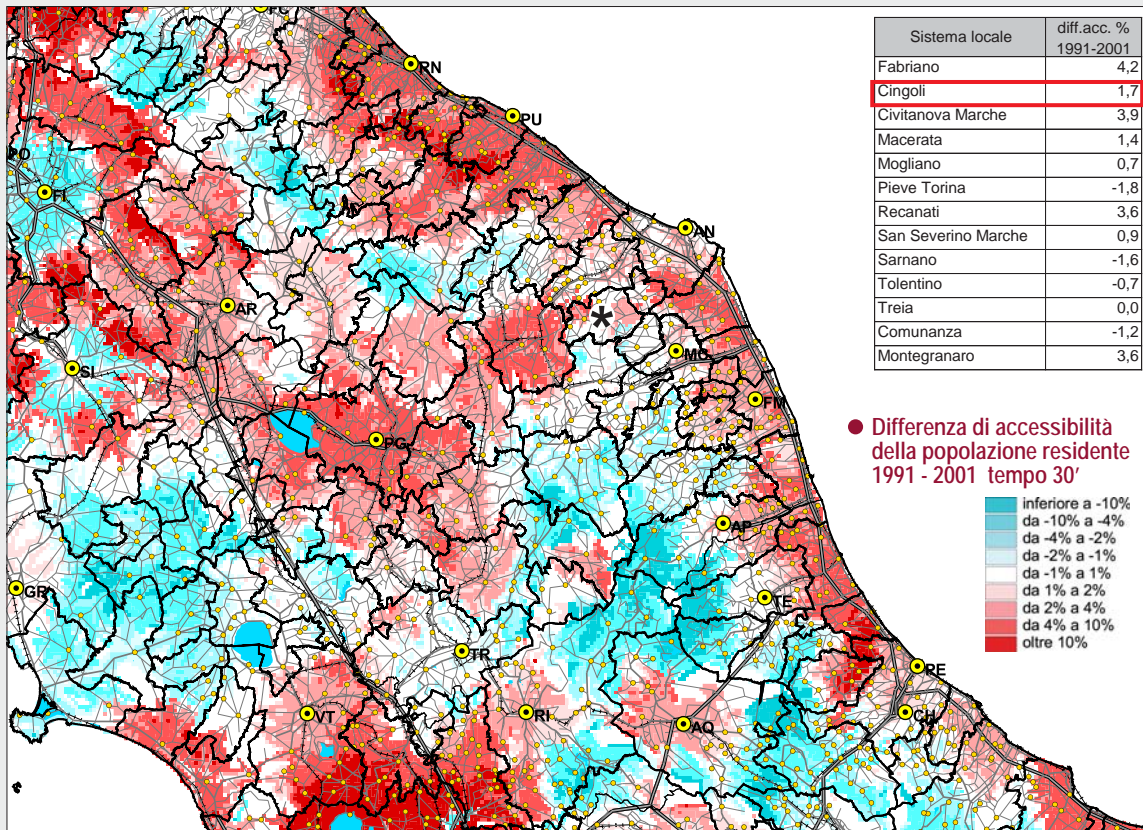 Sistema locale diff.acc. % 1991-2001
Fabriano 4,2
Cingoli 1,7
Civitanova Marche 3,9
Macerata 1,4
Mogliano 0,7
Pieve Torina -1,8
Recanati 3,6
San Severino Marche 0,9
Sarnano -1,6
Tolentino -0,7
Treia 0,0
Comunanza -1,2
Montegranaro 3,6
Differenza di accessibilità
della popolazione residente
1991 - 2001 tempo 30'
inferiore a -10%
da -10% a -4%
da -4% a -2%
da -2% a -1%
da -1% a 1%
da 1% a 2%
da 2% a 4%
da 4% a 10%
oltre 10%
RN
PU
FI
AN
AR
*
MC
SI
FM
PG
AP
GR
TE
TR
PE
VT
RI
AQ
CH